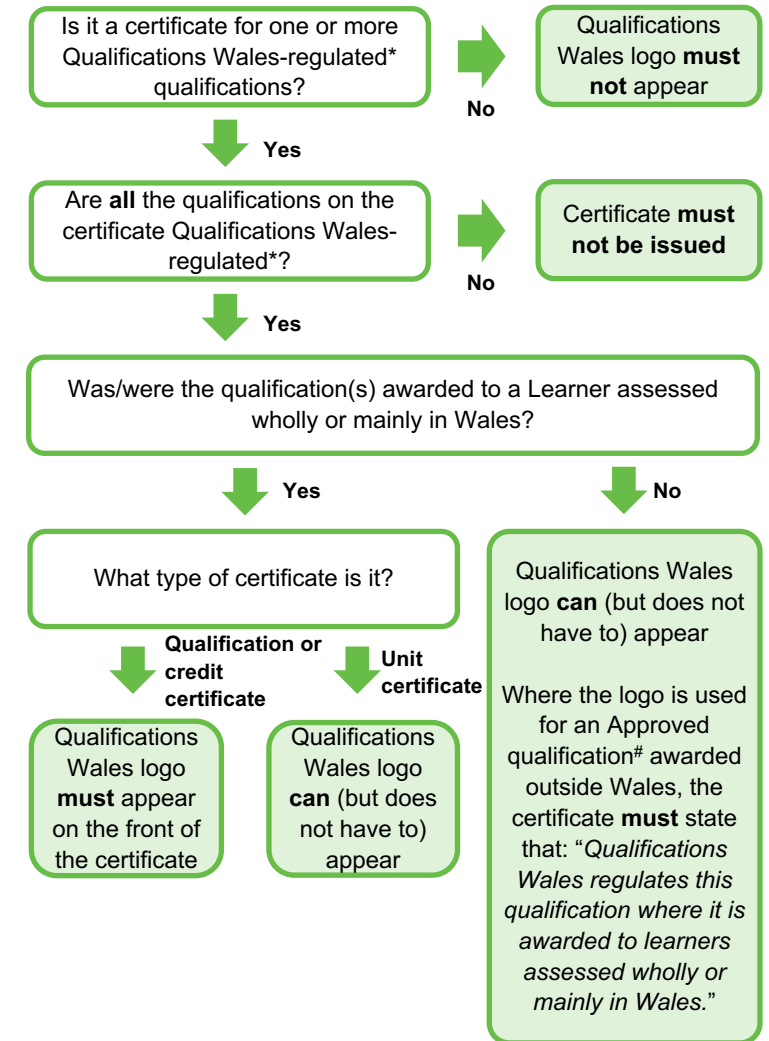 Is it a certificate for one or more
Qualifications Wales-regulated*
qualifications?
No
Qualifications
Wales logo must
not appear
Yes
Are all the qualifications on the
certificate Qualifications Wales-
regulated*?
No
Certificate must
not be issued
Yes
Was/were the qualification(s) awarded to a Learner assessed
wholly or mainly in Wales?
Yes
No
What type of certificate is it?
Qualification or
credit
certificate
Unit
certificate
Qualifications
Wales logo
must appear
on the front of
the certificate
Qualifications
Wales logo
can (but does
not have to)
appear
Qualifications Wales
logo can (but does not
have to) appear
Where the logo is used
for an Approved
qualification# awarded
outside Wales, the
certificate must state
that: “Qualifications
Wales regulates this
qualification where it is
awarded to learners
assessed wholly or
mainly in Wales.”